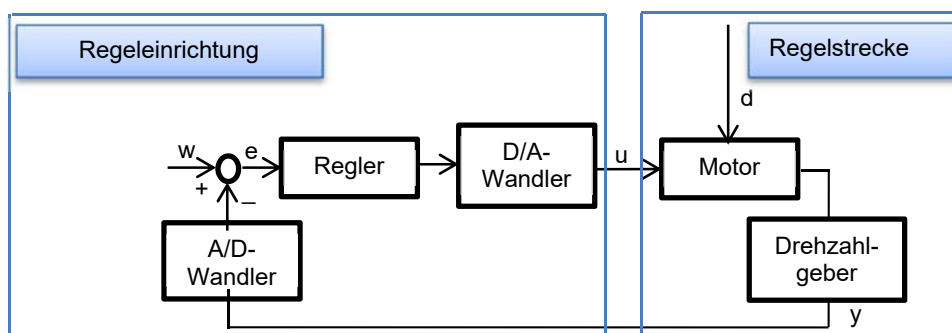 Regeleinrichtung
Regelstrecke
d
w
e
+
_
Regler
D/A-
Wandler
u
Motor
A/D-
Wandler
Drehzahl-
geber
y